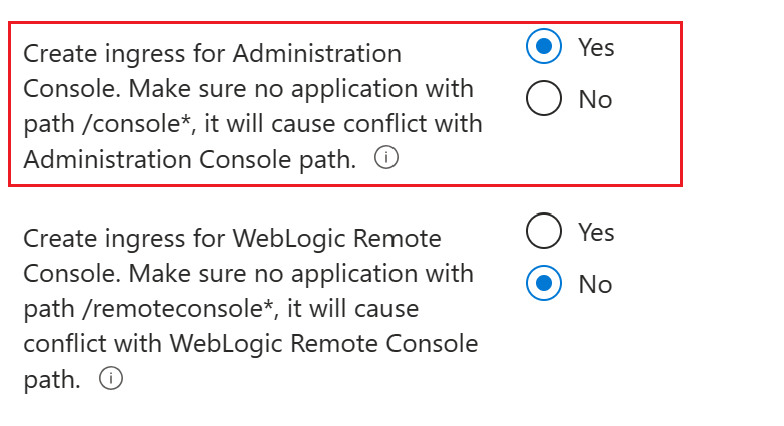 Create ingress for Administration
Console. Make sure no application with
path /console*, it will cause conflict with
Administration Console path.
Yes
No
Create ingress for WebLogic Remote
Console. Make sure no application with
path /remoteconsole*, it will cause
conflict with WebLogic Remote Console
path.
Yes
No